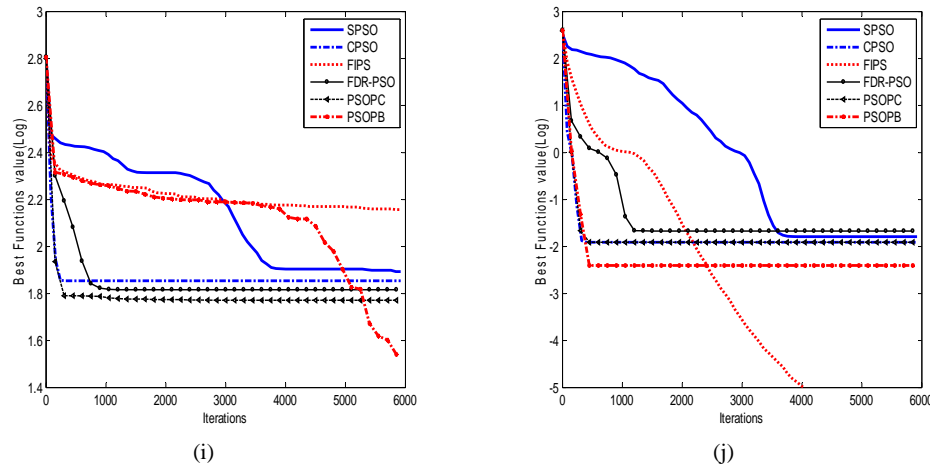 3
2.8
2.6
2.4
2.2
2
1.8
1.6
1.4
Best Functions value(Log)
0 1000 2000 3000 4000 5000 6000
Iterations
SPSO
CPSO
FIPS
FDR-PSO
PSOPC
PSOPB
(i)
3
2
1
0
-1
-2
-3
-4
-5
Best Functions value(Log)
0 1000 2000 3000 4000 5000 6000
Iterations
SPSO
CPSO
FIPS
FDR-PSO
PSOPC
PSOPB
(j)